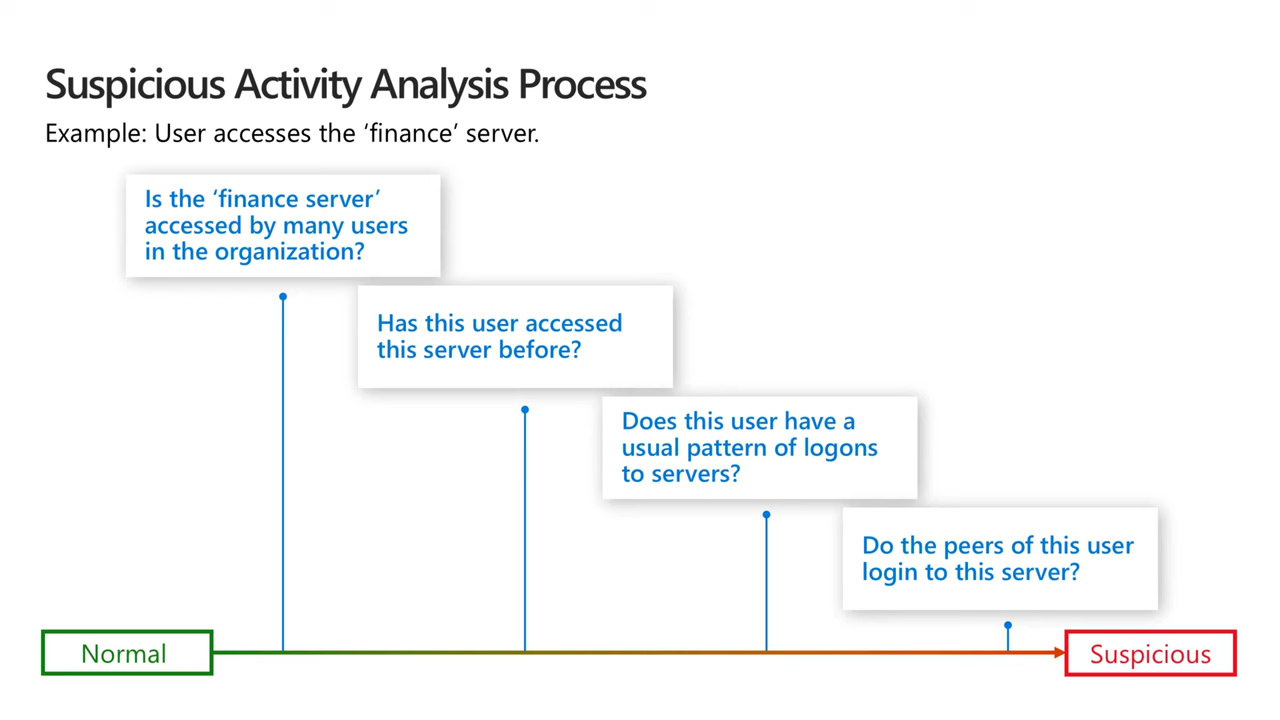 Suspicious Activity Analysis Process
Example: User accesses the ‘finance’ server.
Is the ‘finance server’
accessed by many users
in the organization?
Has this user accessed
this server before?
Does this user have a
usual pattern of logons
to servers?
Do the peers of this user
login to this server?
Normal
Suspicious